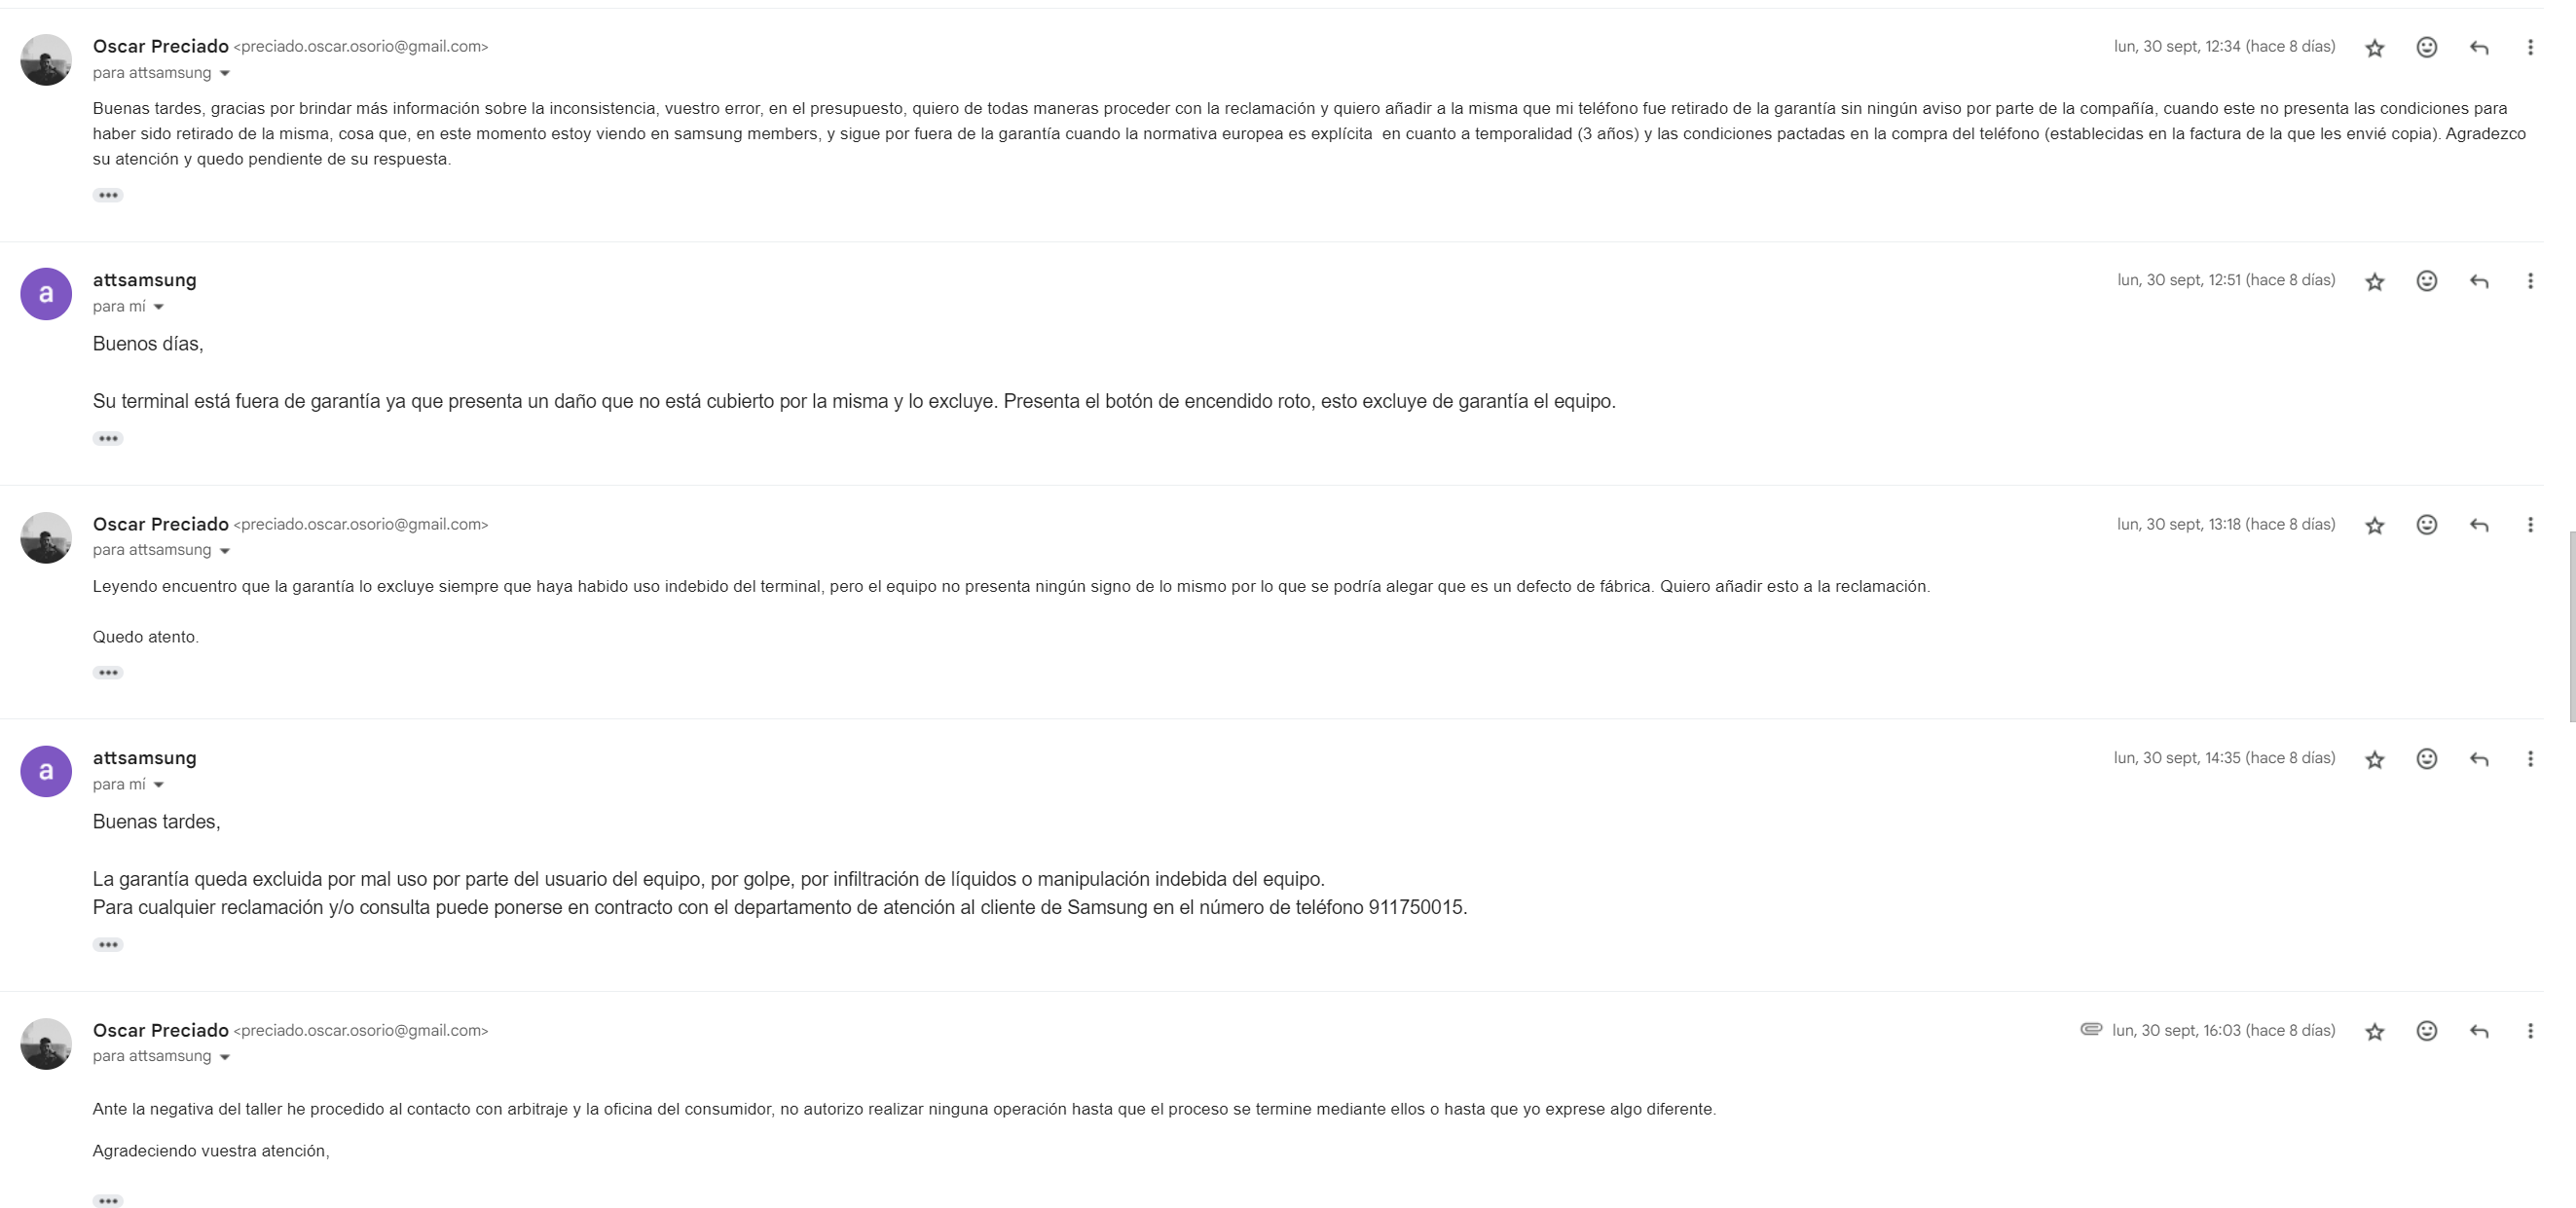 Oscar Preciado <preciado.oscar.osorio@gmail.com>
lun, 30 sept, 12:34 (hace 8 días)
para attsamsung
Buenas tardes, gracias por brindar más información sobre la inconsistencia, vuestro error, en el presupuesto, quiero de todas maneras proceder con la reclamación y quiero añadir a la misma que mi teléfono fue retirado de la garantía sin ningún aviso por parte de la compañía, cuando este no presenta las condiciones para
haber sido retirado de la misma, cosa que, en este momento estoy viendo en samsung members, y sigue por fuera de la garantía cuando la normativa europea es explícita en cuanto a temporalidad (3 años) y las condiciones pactadas en la compra del teléfono (establecidas en la factura de la que les envié copia). Agradezco
su atención y quedo pendiente de su respuesta.
attsamsung
lun, 30 sept, 12:51 (hace 8 días)
a
para mí
Buenos días,
Su terminal está fuera de garantía ya que presenta un daño que no está cubierto por la misma y lo excluye. Presenta el botón de encendido roto, esto excluye de garantía el equipo.
Oscar Preciado <preciado.oscar.osorio@gmail.com>
lun, 30 sept, 13:18 (hace 8 días)
para attsamsung
Leyendo encuentro que la garantía lo excluye siempre que haya habido uso indebido del terminal, pero el equipo no presenta ningún signo de lo mismo por lo que se podría alegar que es un defecto de fábrica. Quiero añadir esto a la reclamación.
Quedo atento.
attsamsung
lun, 30 sept, 14:35 (hace 8 días)
a
para mí
Buenas tardes,
La garantía queda excluida por mal uso por parte del usuario del equipo, por golpe, por infiltración de líquidos o manipulación indebida del equipo.
Para cualquier reclamación y/o consulta puede ponerse en contracto con el departamento de atención al cliente de Samsung en el número de teléfono 911750015.
Oscar Preciado <preciado.oscar.osorio@gmail.com>
lun, 30 sept, 16:03 (hace 8 días)
para attsamsung
Ante la negativa del taller he procedido al contacto con arbitraje y la oficina del consumidor, no autorizo realizar ninguna operación hasta que el proceso se termine mediante ellos o hasta que yo exprese algo diferente.
Agradeciendo vuestra atención,